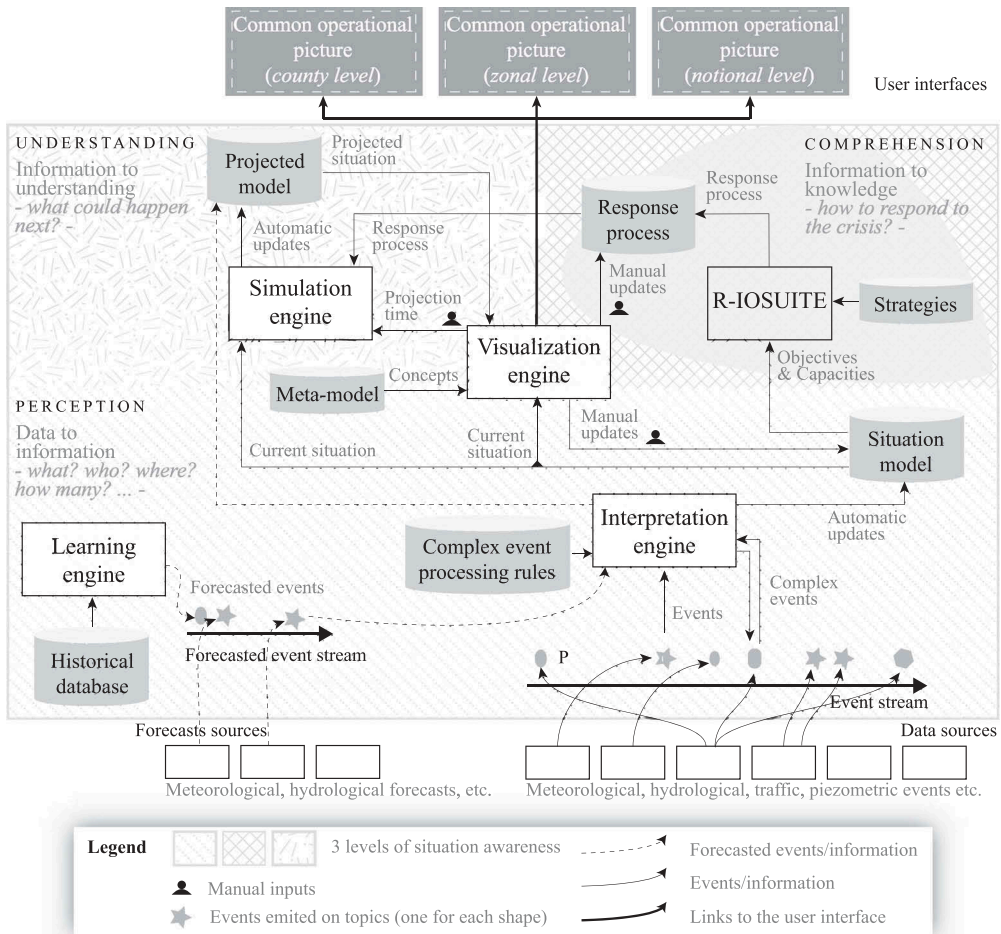 Common operational
picture
(county level)
Common operational
picture
(zonal level)
Common operational
picture
(notional level)
User interfaces
UNDERSTANDING
Information to
understanding
- what could happen
next? -
Projected
model
Projected
situation
COMPREHENSION
Information to
knowledge
- how to respond to
the crisis? -
Response
process
Response
process
Automatic
updates
Response
process
Simulation
engine
Projection
time
Manual
updates
R-IOSUITE
Strategies
Visualization
engine
Objectives
& Capacities
Meta-model
Concepts
PERCEPTION
Data to
information
- what? who? where?
how many? ... -
Current situation
Current
situation
Manual
updates
Situation
model
Learning
engine
Complex event
processing rules
Interpretation
engine
Automatic
updates
Forecasted events
Events
Complex
events
Historical
database
Forecasted event stream
P
Event stream
Forecasts sources
Data sources
Meteorological, hydrological forecasts, etc.
Meteorological, hydrological, traffic, piezometric events etc.
Legend
3 levels of situation awareness
Forecasted events/information
Manual inputs
Events/information
Events emited on topics (one for each shape)
Links to the user interface